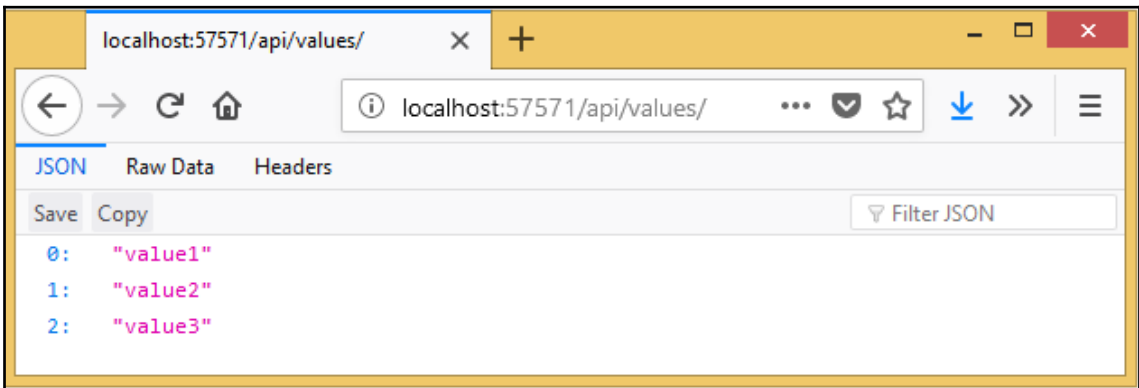 localhost:57571/api/values/
localhost:57571/api/values/
JSON Raw Data Headers
Save Copy Filter JSON
0: "value1"
1: "value2"
2: "value3"